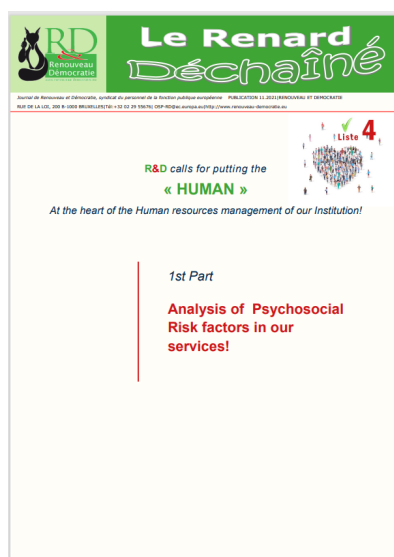 RD
Renouveau
Démocratie
Le Renard
Déchaîné
Journal de Renouveau et Démocratie, syndicat du personnel de la fonction publique européenne PUBLICATION 11.2021|RENOUVEAU ET DEMOCRATIE
RUE DE LA LOI, 200 B-1000 BRUXELLES|Tél:+32 02 29 55676| OSP-RD@ec.europa.eu|http://www.renouveau-democratie.eu
Liste 4
R&D calls for putting the
« HUMAN »
At the heart of the Human resources management of our Institution!
1st Part
Analysis of Psychosocial
Risk factors in our
services!